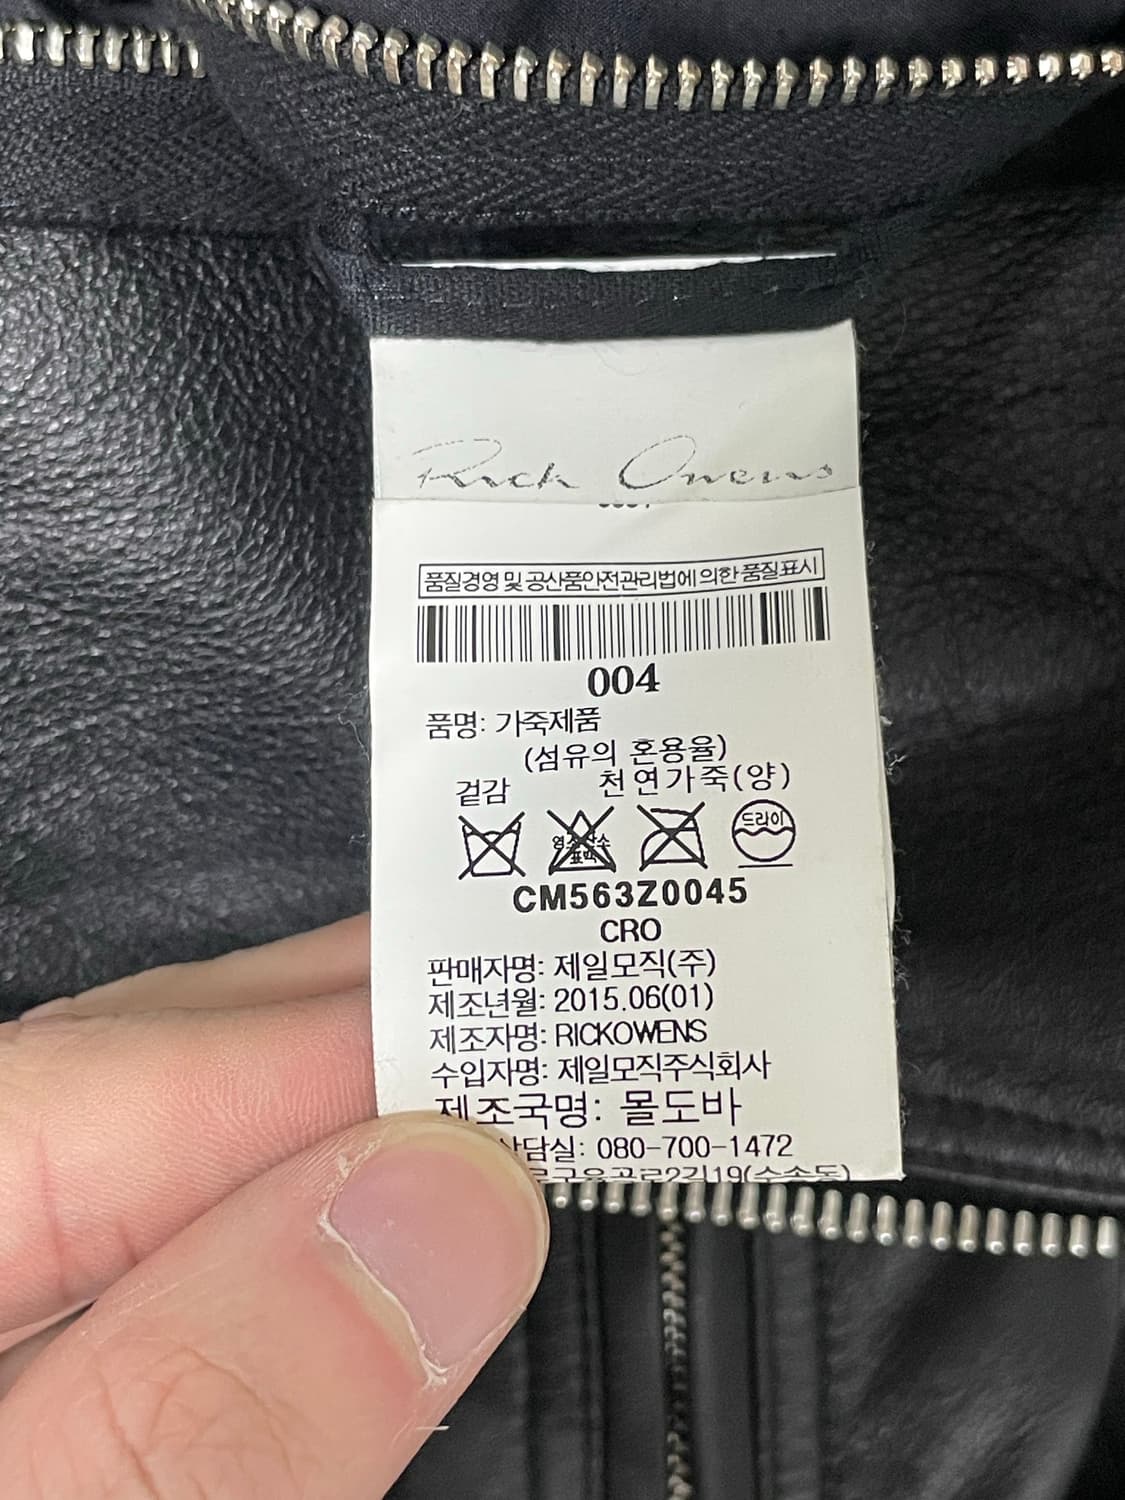 Rick Owens
품질경영 및 공산품안전관리법에 의한 품질표시
004
품명: 가죽제품
(섬유의 혼용율)
겉감 천연가죽(양)
드라이
CM563Z0045
CRO
판매자명: 제일모직(주)
제조년월: 2015.06(01)
제조자명: RICKOWENS
수입자명: 제일모직주식회사
제조국명: 몰도바
080-700-1472